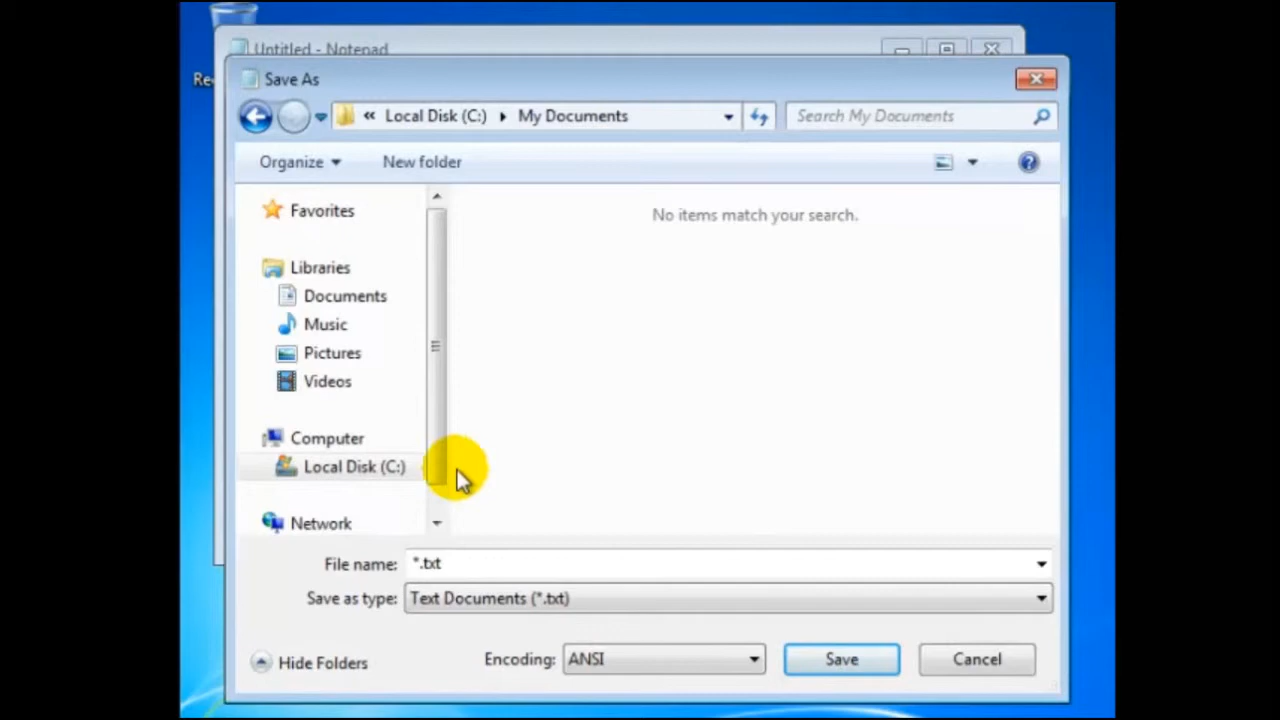 Re
Untitled - Notepad
Save As
« Local Disk (C:) My Documents
Search My Documents
Organize
New folder
Favorites
No items match your search.
Libraries
Documents
Music
Pictures
Videos
Computer
Local Disk (C:)
Network
File name: *.txt
Save as type: Text Documents (*.txt)
Hide Folders
Encoding: ANSI
Save
Cancel